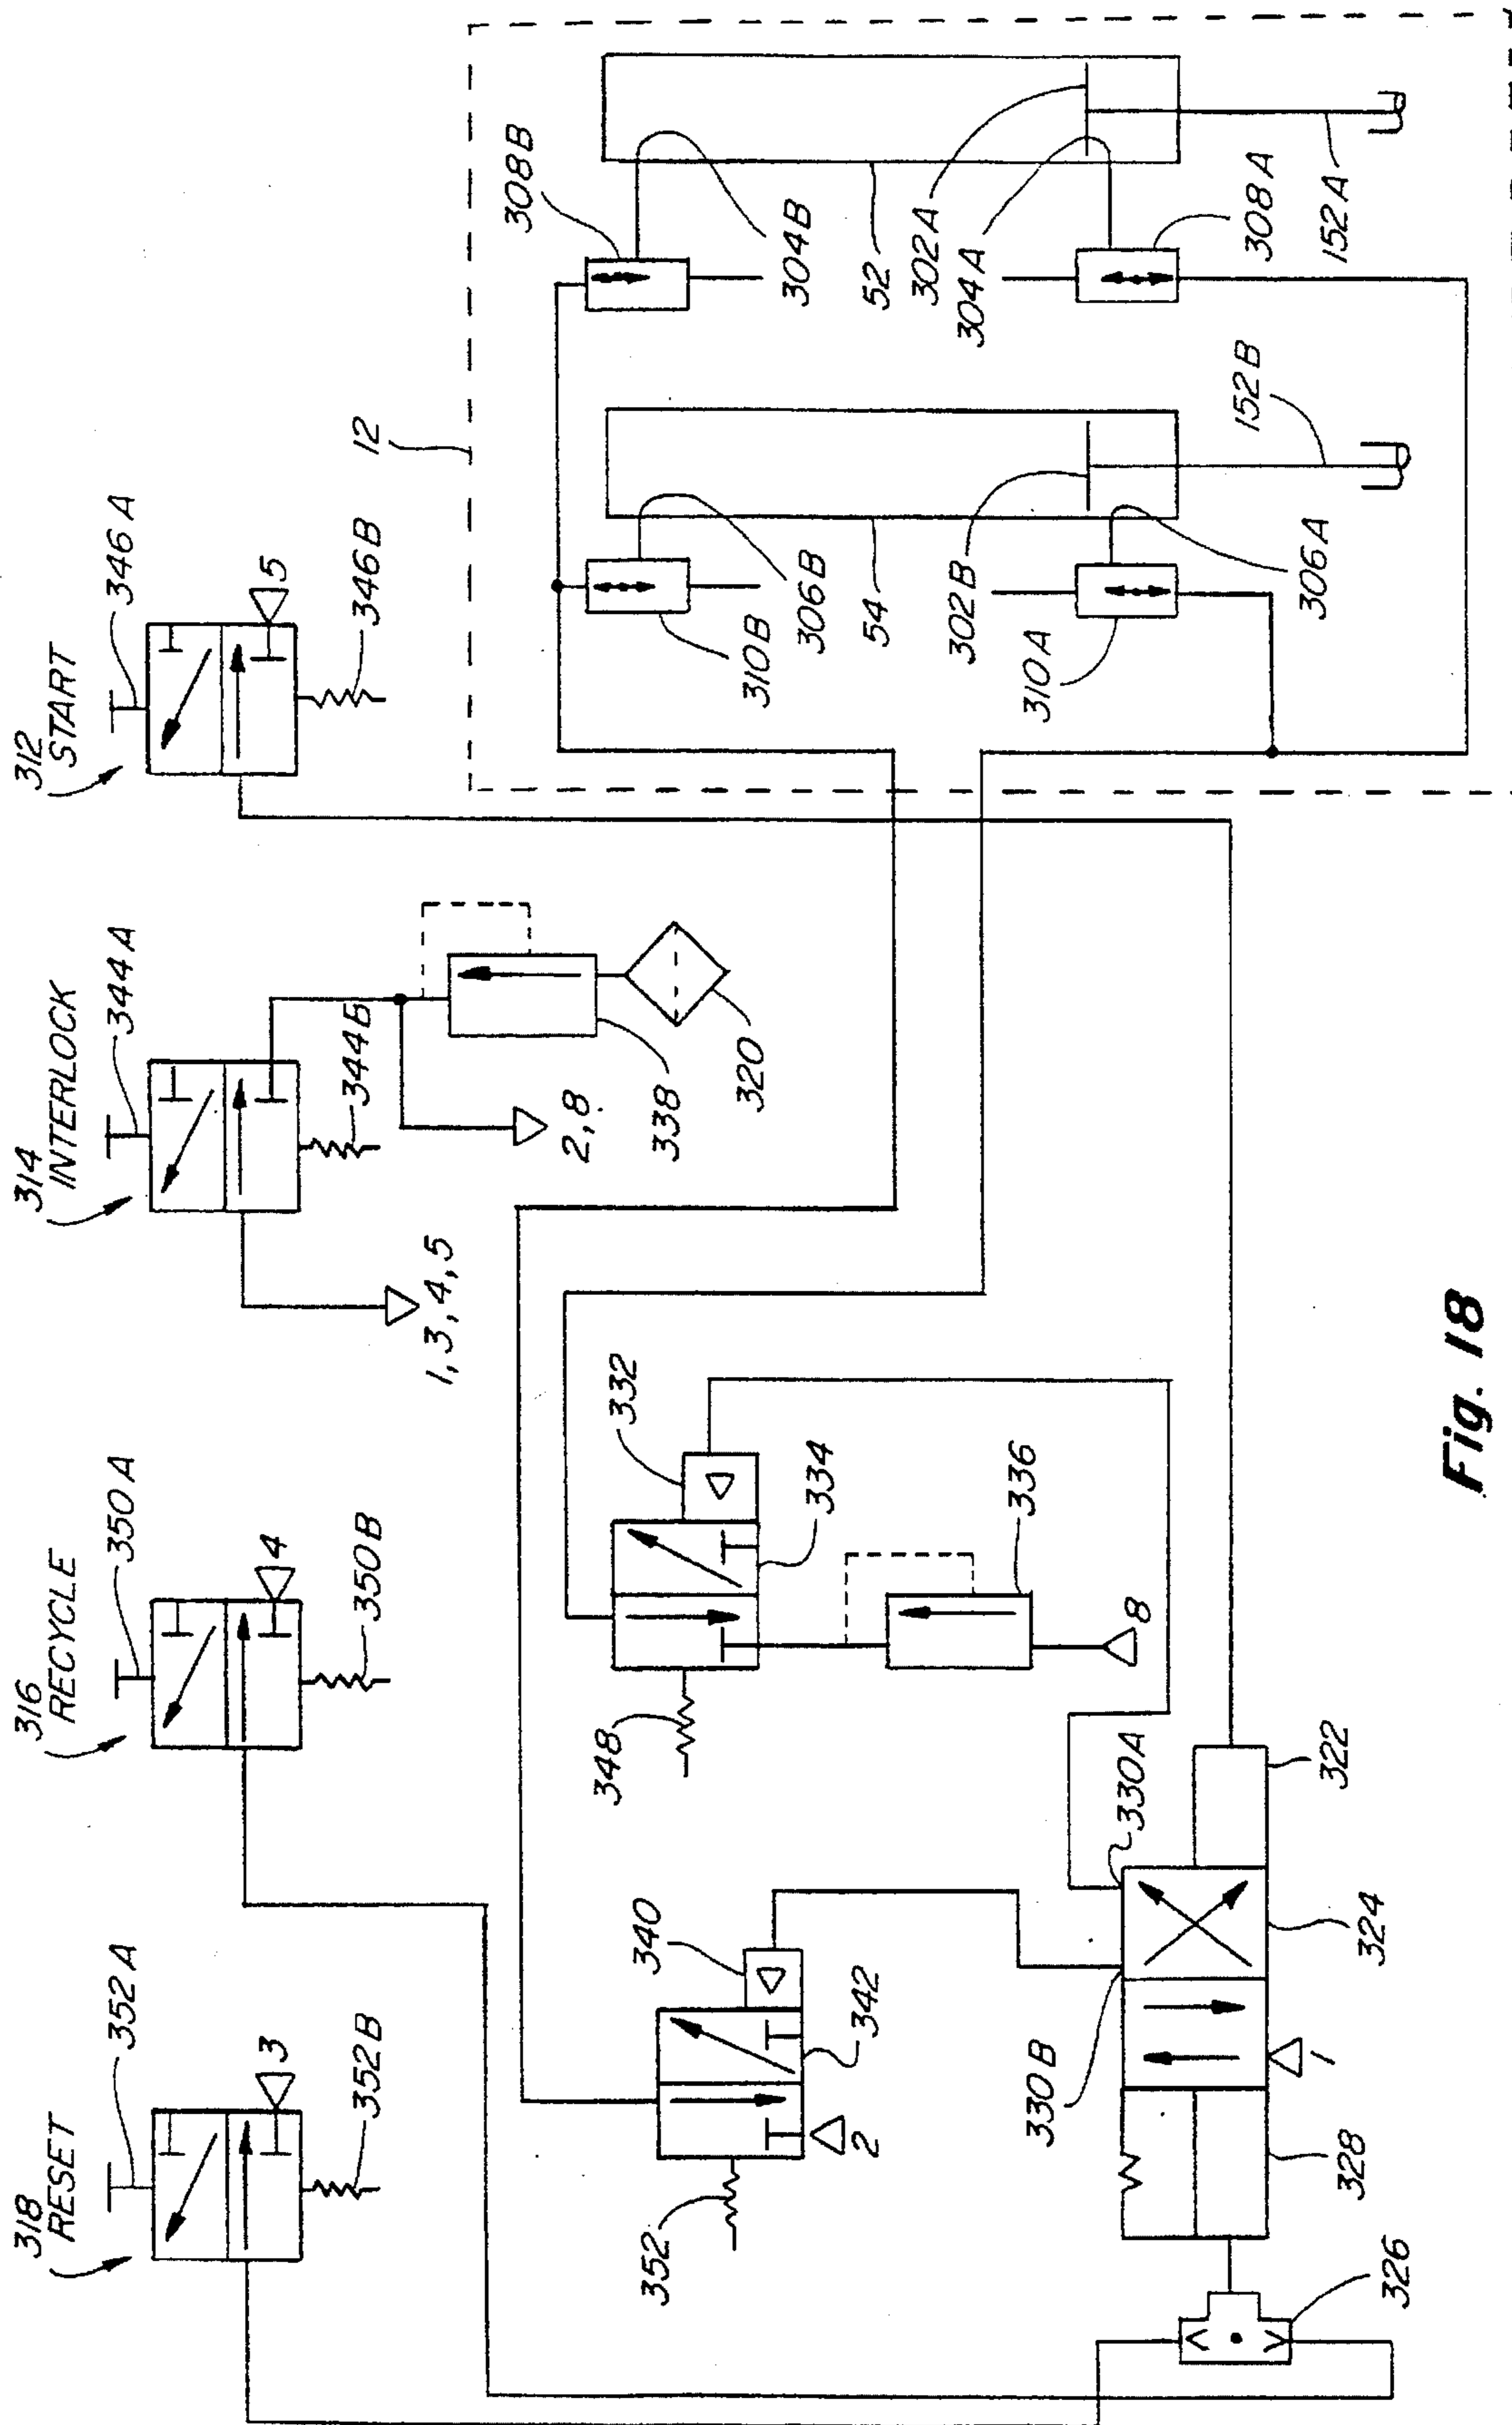 318
RESET
352A
3
352B
316
RECYCLE
350A
4
350B
314
INTERLOCK
344A
344B
1, 3, 4, 5
2, 8
338
320
312
START
346A
5
346B
12
340
342
352
2
332
334
348
336
8
330B
330A
1
328
326
324
322
308B
304B
52
302A
304A
308A
152A
310B
306B
54
302B
310A
306A
152B
Fig. 18